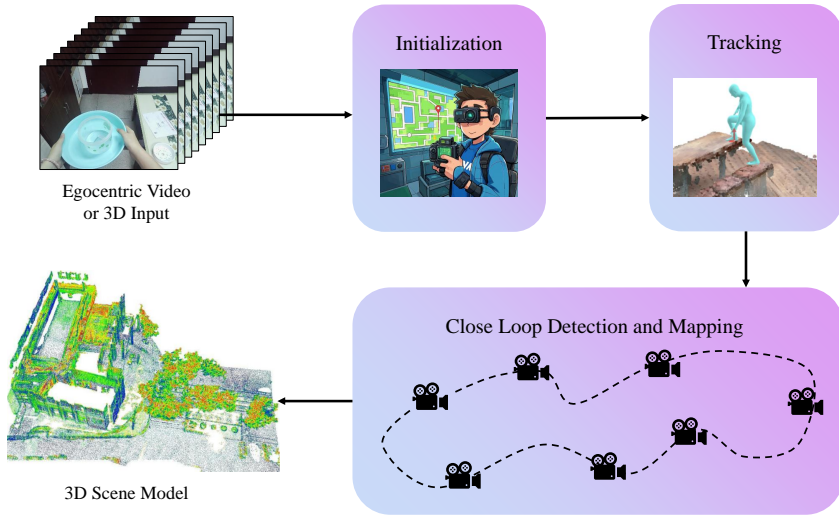 Initialization
Tracking
Egocentric Video
or 3D Input
Close Loop Detection and Mapping
3D Scene Model